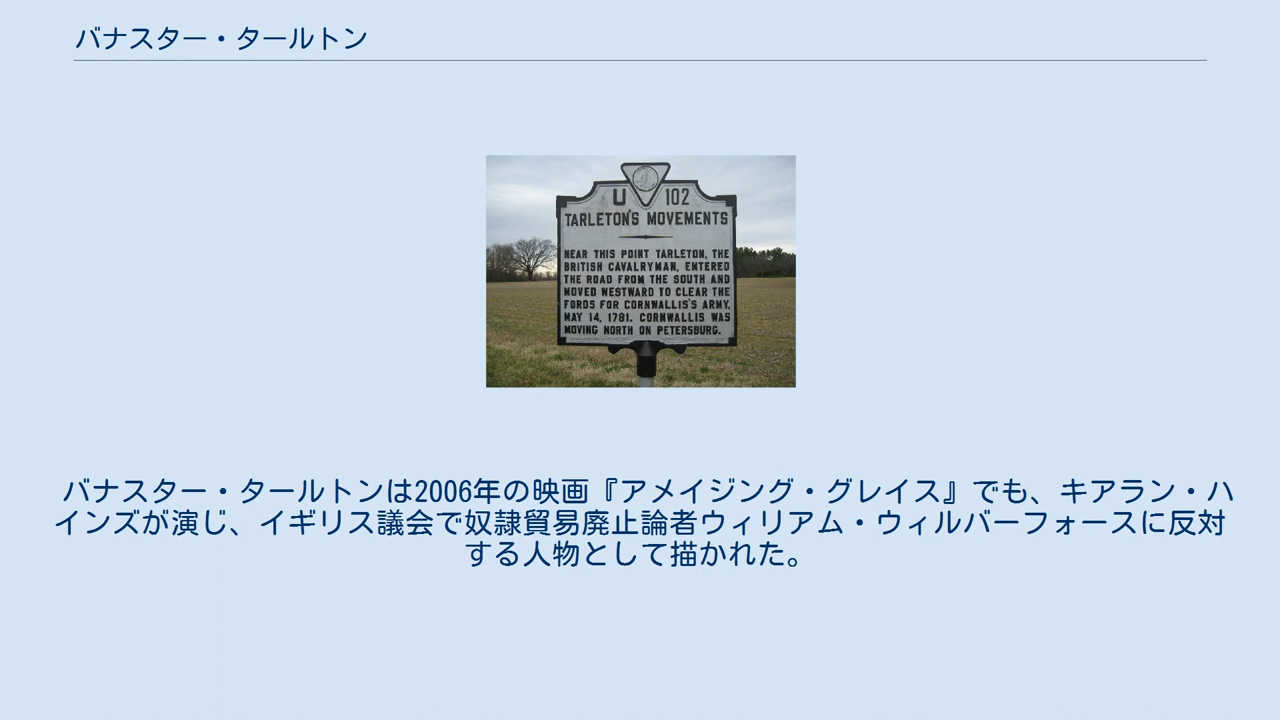 バナスター・タールトン
U 102
TARLETON'S MOVEMENTS
NEAR THIS POINT TARLETON, THE
BRITISH CAVALRYMAN, ENTERED
THE ROAD FROM THE SOUTH AND
MOVED WESTWARD TO CLEAR THE
FORDS FOR CORNWALLIS'S ARMY,
MAY 14, 1781. CORNWALLIS WAS
MOVING NORTH ON PETERSBURG.
バナスター・タールトンは2006年の映画『アメイジング・グレイス』でも、キアラン・ハ
インズが演じ、イギリス議会で奴隷貿易廃止論者ウィリアム・ウィルバーフォースに反対
する人物として描かれた。